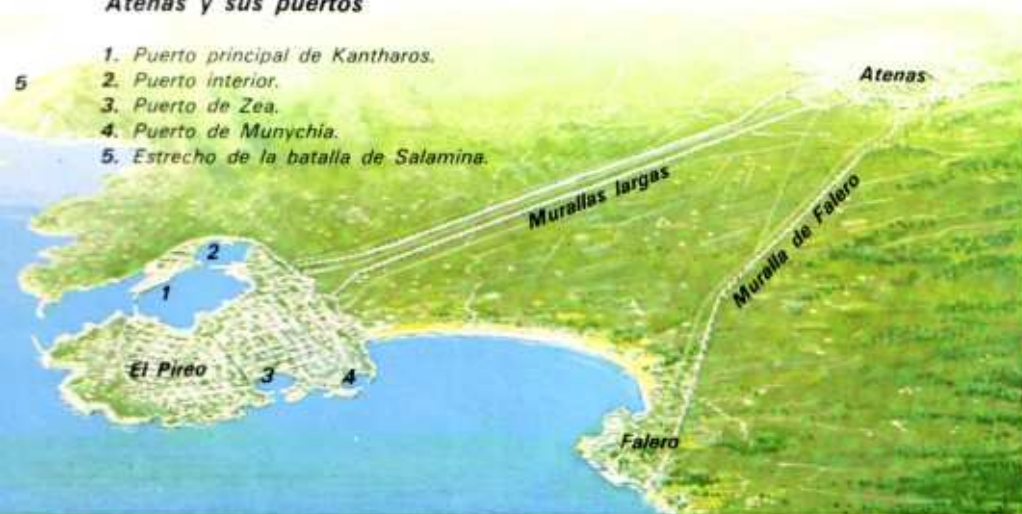 Atenas y sus puertos
1. Puerto principal de Kantharos.
2. Puerto interior.
3. Puerto de Zea.
4. Puerto de Munychia.
5. Estrecho de la batalla de Salamina.
5
Atenas
Murallas largas
Muralla de Falero
2
1
El Pireo
3
4
Falero